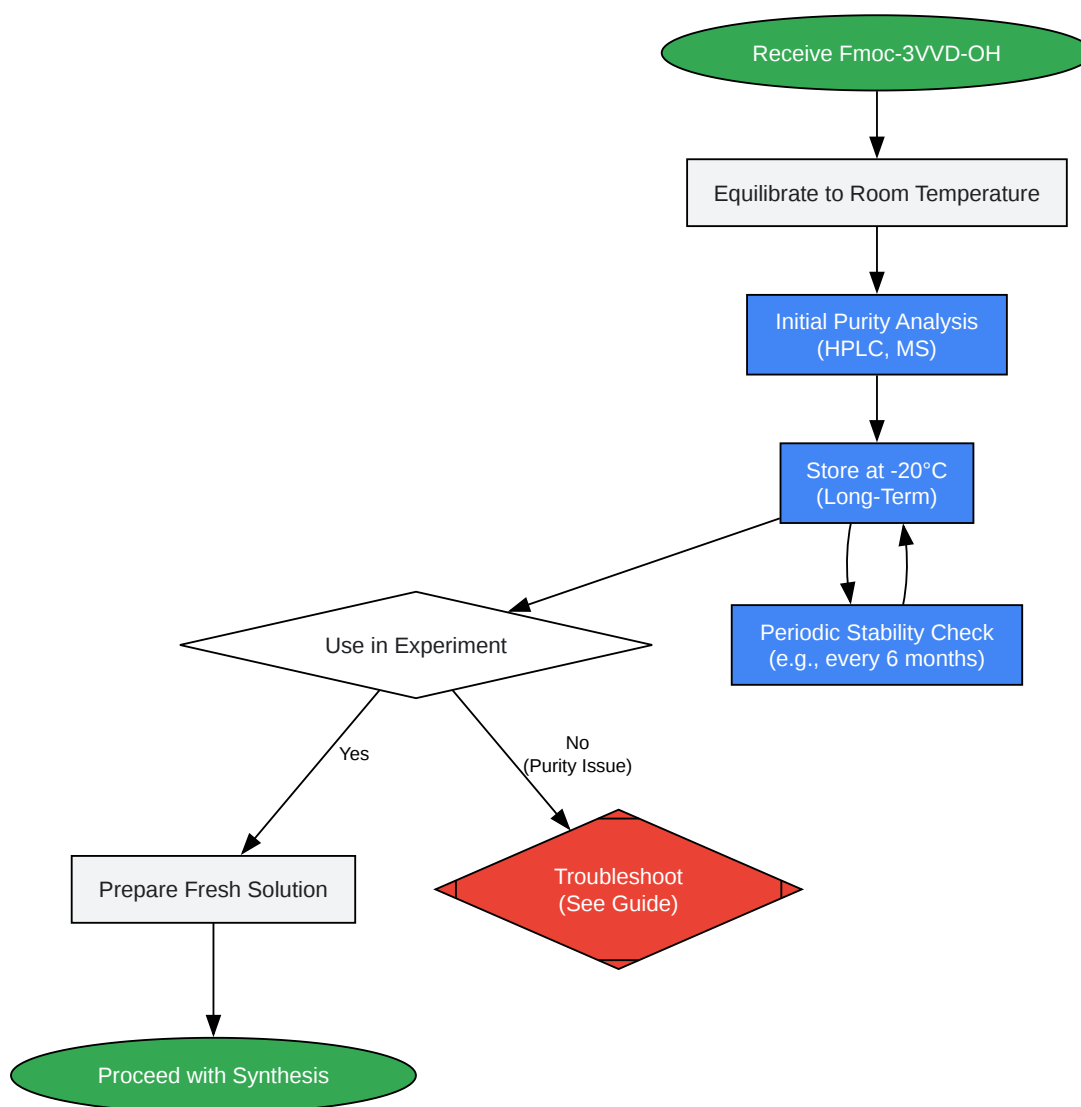 Receive Fmoc-3VVD-OH
Equilibrate to Room Temperature
Initial Purity Analysis
(HPLC, MS)
Store at -20°C
(Long-Term)
Use in Experiment
Periodic Stability Check
(e.g., every 6 months)
Yes
No
(Purity Issue)
Prepare Fresh Solution
Troubleshoot
(See Guide)
Proceed with Synthesis